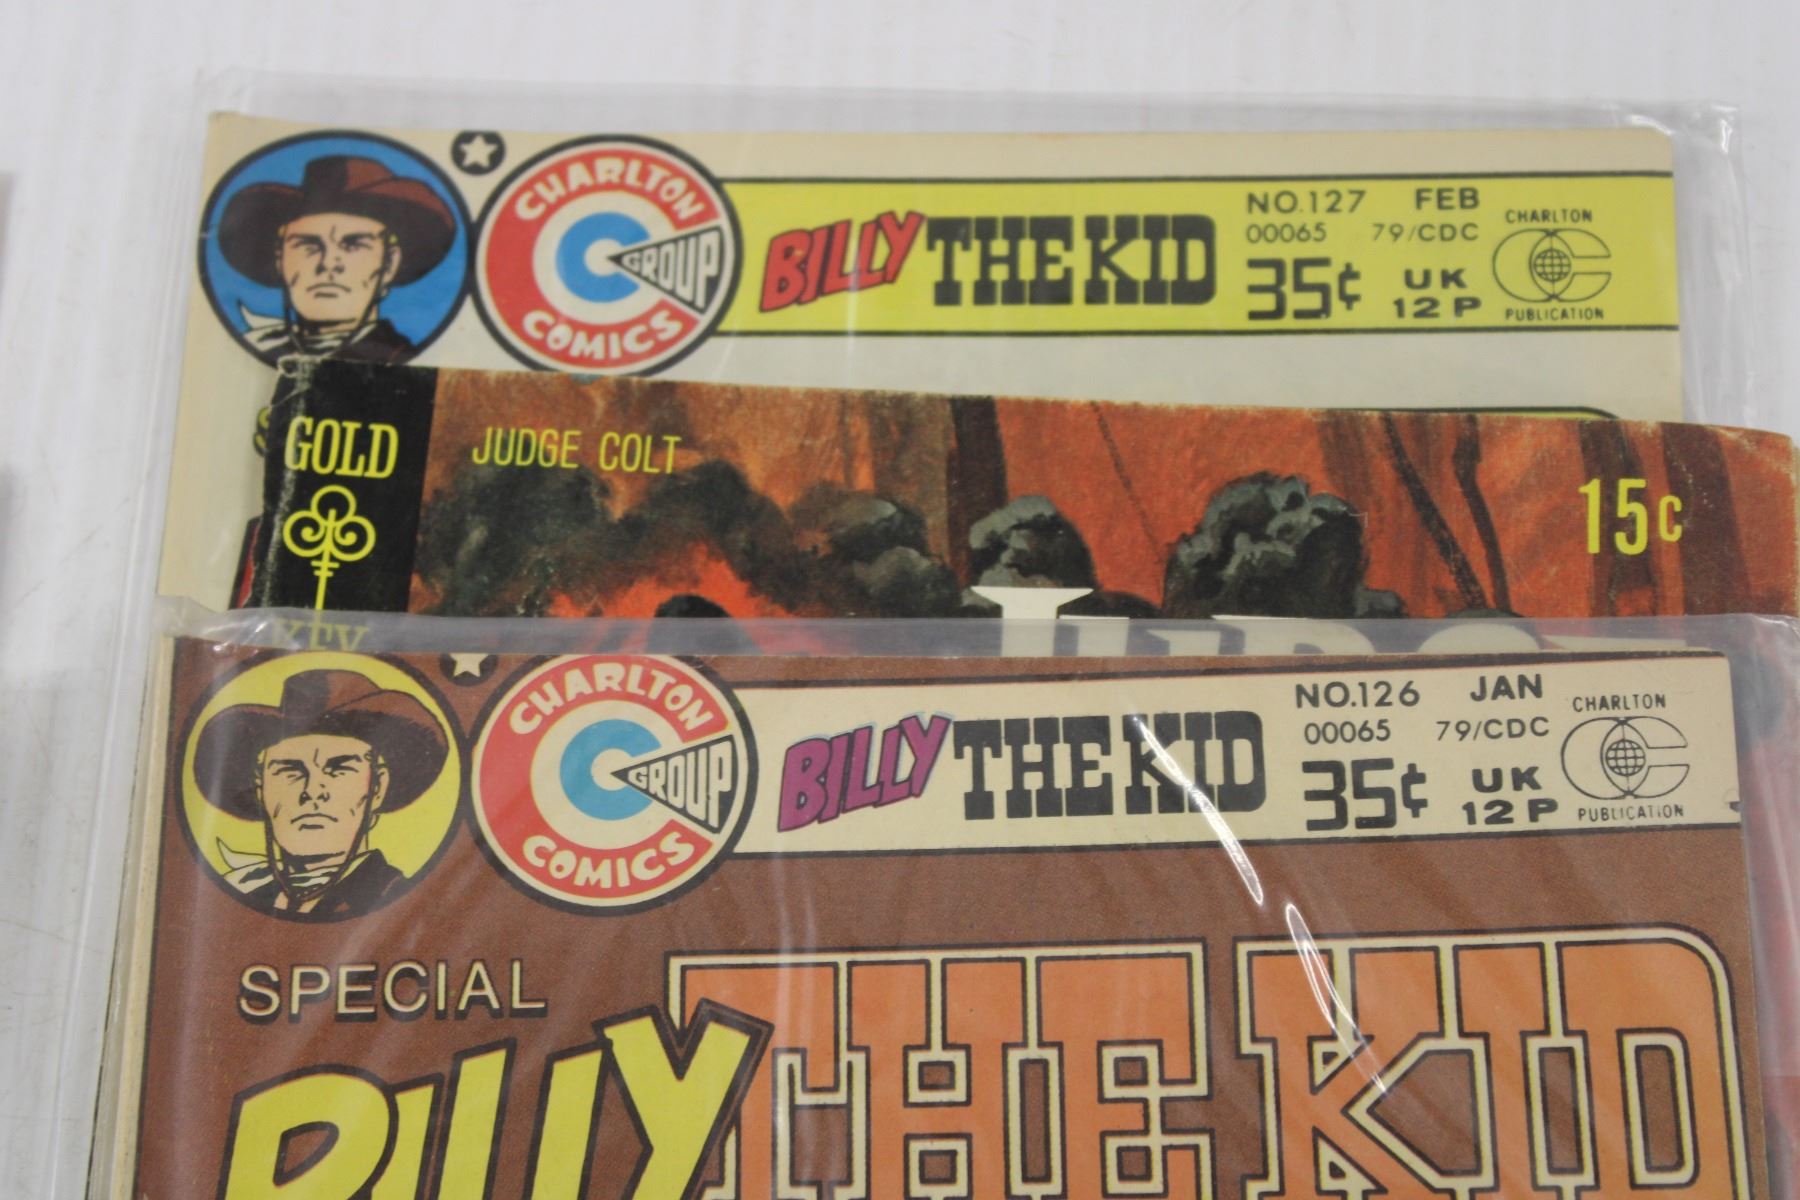 CHARLTON
COMICS
GROUP
C
BILLY THE KID
NO.127 FEB
00065 79/CDC
35¢ UK
12 P
CHARLTON
PUBLICATION
GOLD
KEY
JUDGE COLT
15c
CHARLTON
COMICS
GROUP
C
BILLY THE KID
NO.126 JAN
00065 79/CDC
35¢ UK
12 P
CHARLTON
PUBLICATION
SPECIAL
BILLY THE KID